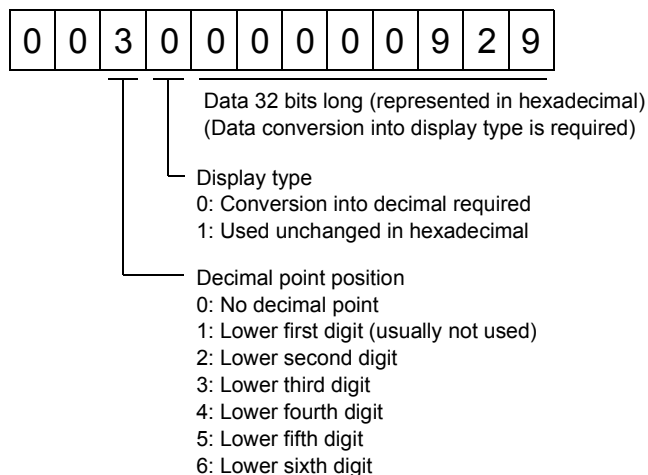 0 0 3 0 0 0 0 0 0 9 2 9
Data 32 bits long (represented in hexadecimal)
(Data conversion into display type is required)
Display type
0: Conversion into decimal required
1: Used unchanged in hexadecimal
Decimal point position
0: No decimal point
1: Lower first digit (usually not used)
2: Lower second digit
3: Lower third digit
4: Lower fourth digit
5: Lower fifth digit
6: Lower sixth digit